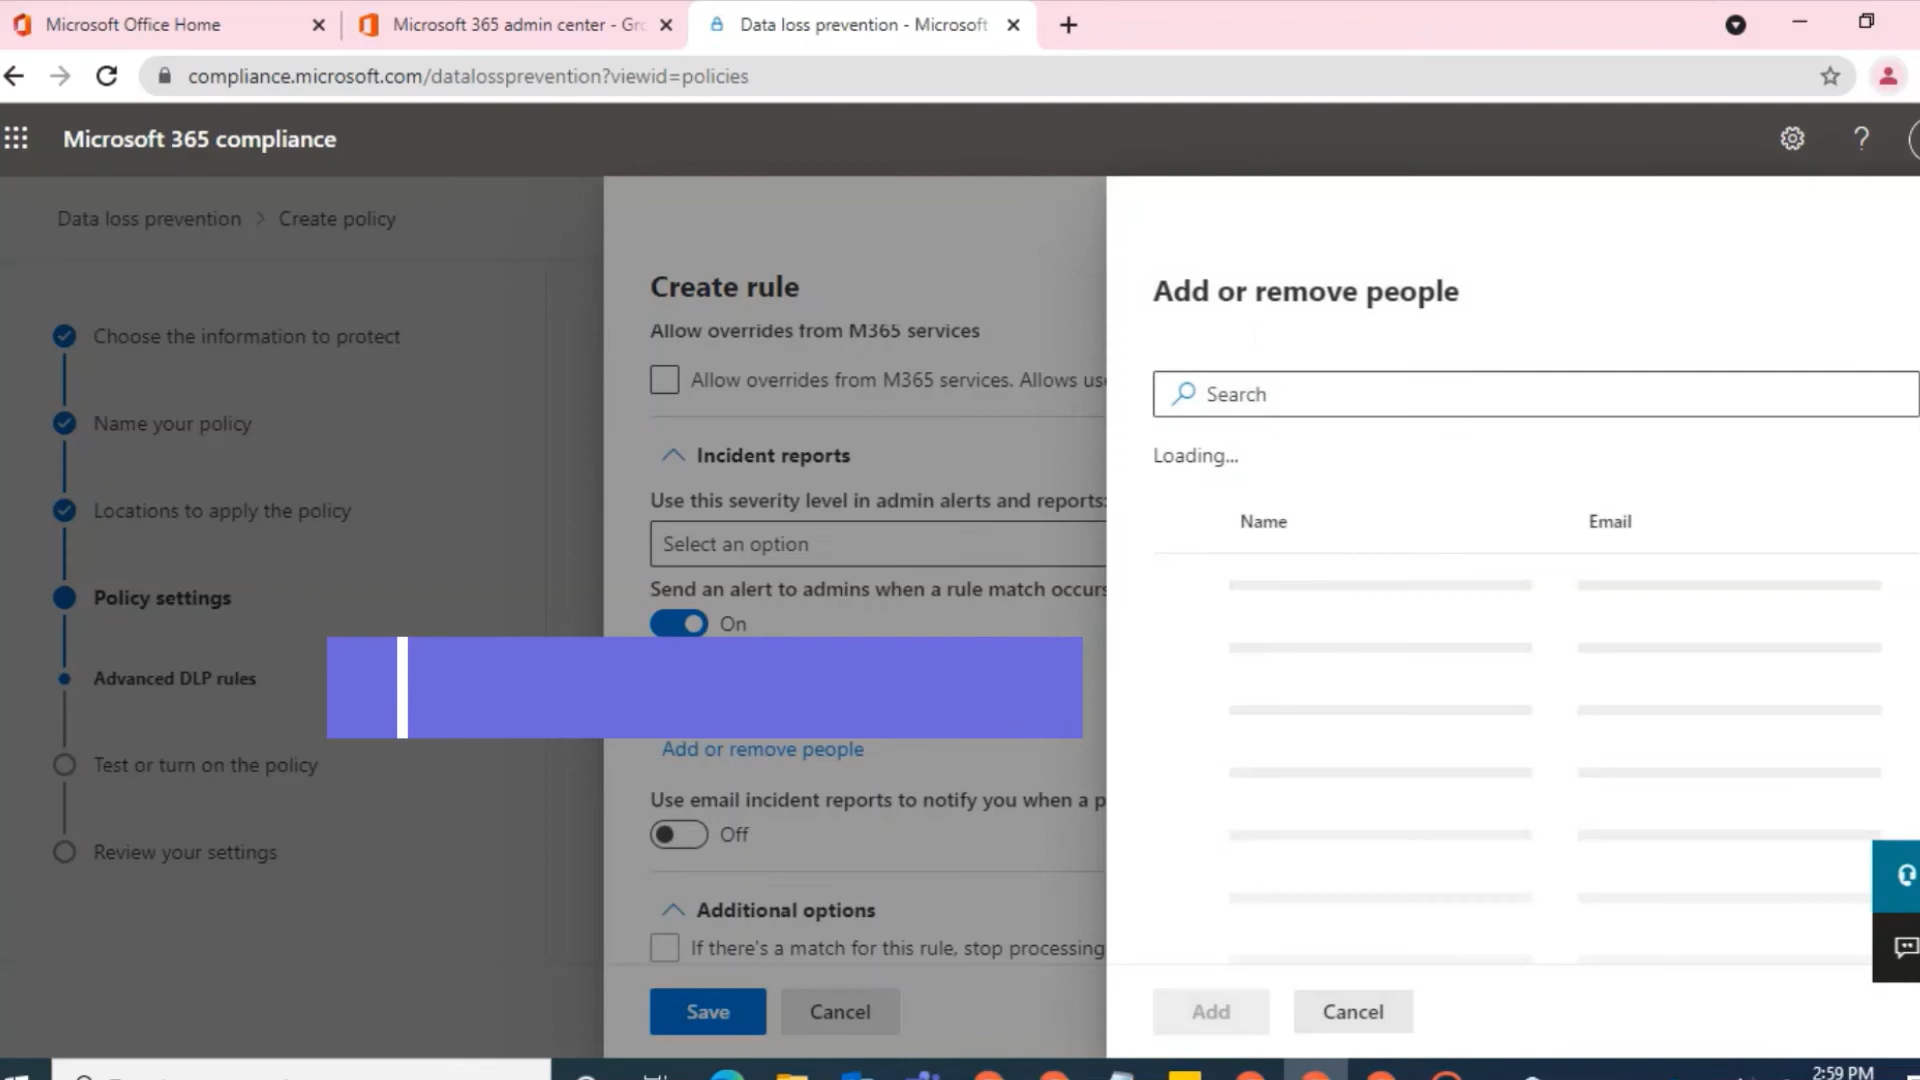 Microsoft Office Home
Microsoft 365 admin center - Gro
Data loss prevention - Microsoft
compliance.microsoft.com/datalossprevention?viewid=policies
Microsoft 365 compliance
Data loss prevention > Create policy
Choose the information to protect
Name your policy
Locations to apply the policy
Policy settings
Advanced DLP rules
Test or turn on the policy
Review your settings
Create rule
Allow overrides from M365 services
Allow overrides from M365 services. Allows use
Incident reports
Use this severity level in admin alerts and reports:
Select an option
Send an alert to admins when a rule match occurs
On
Add or remove people
Use email incident reports to notify you when a p
Off
Additional options
If there's a match for this rule, stop processing
Save
Cancel
Add or remove people
Search
Loading...
Name
Email
Add
Cancel
2:59 PM